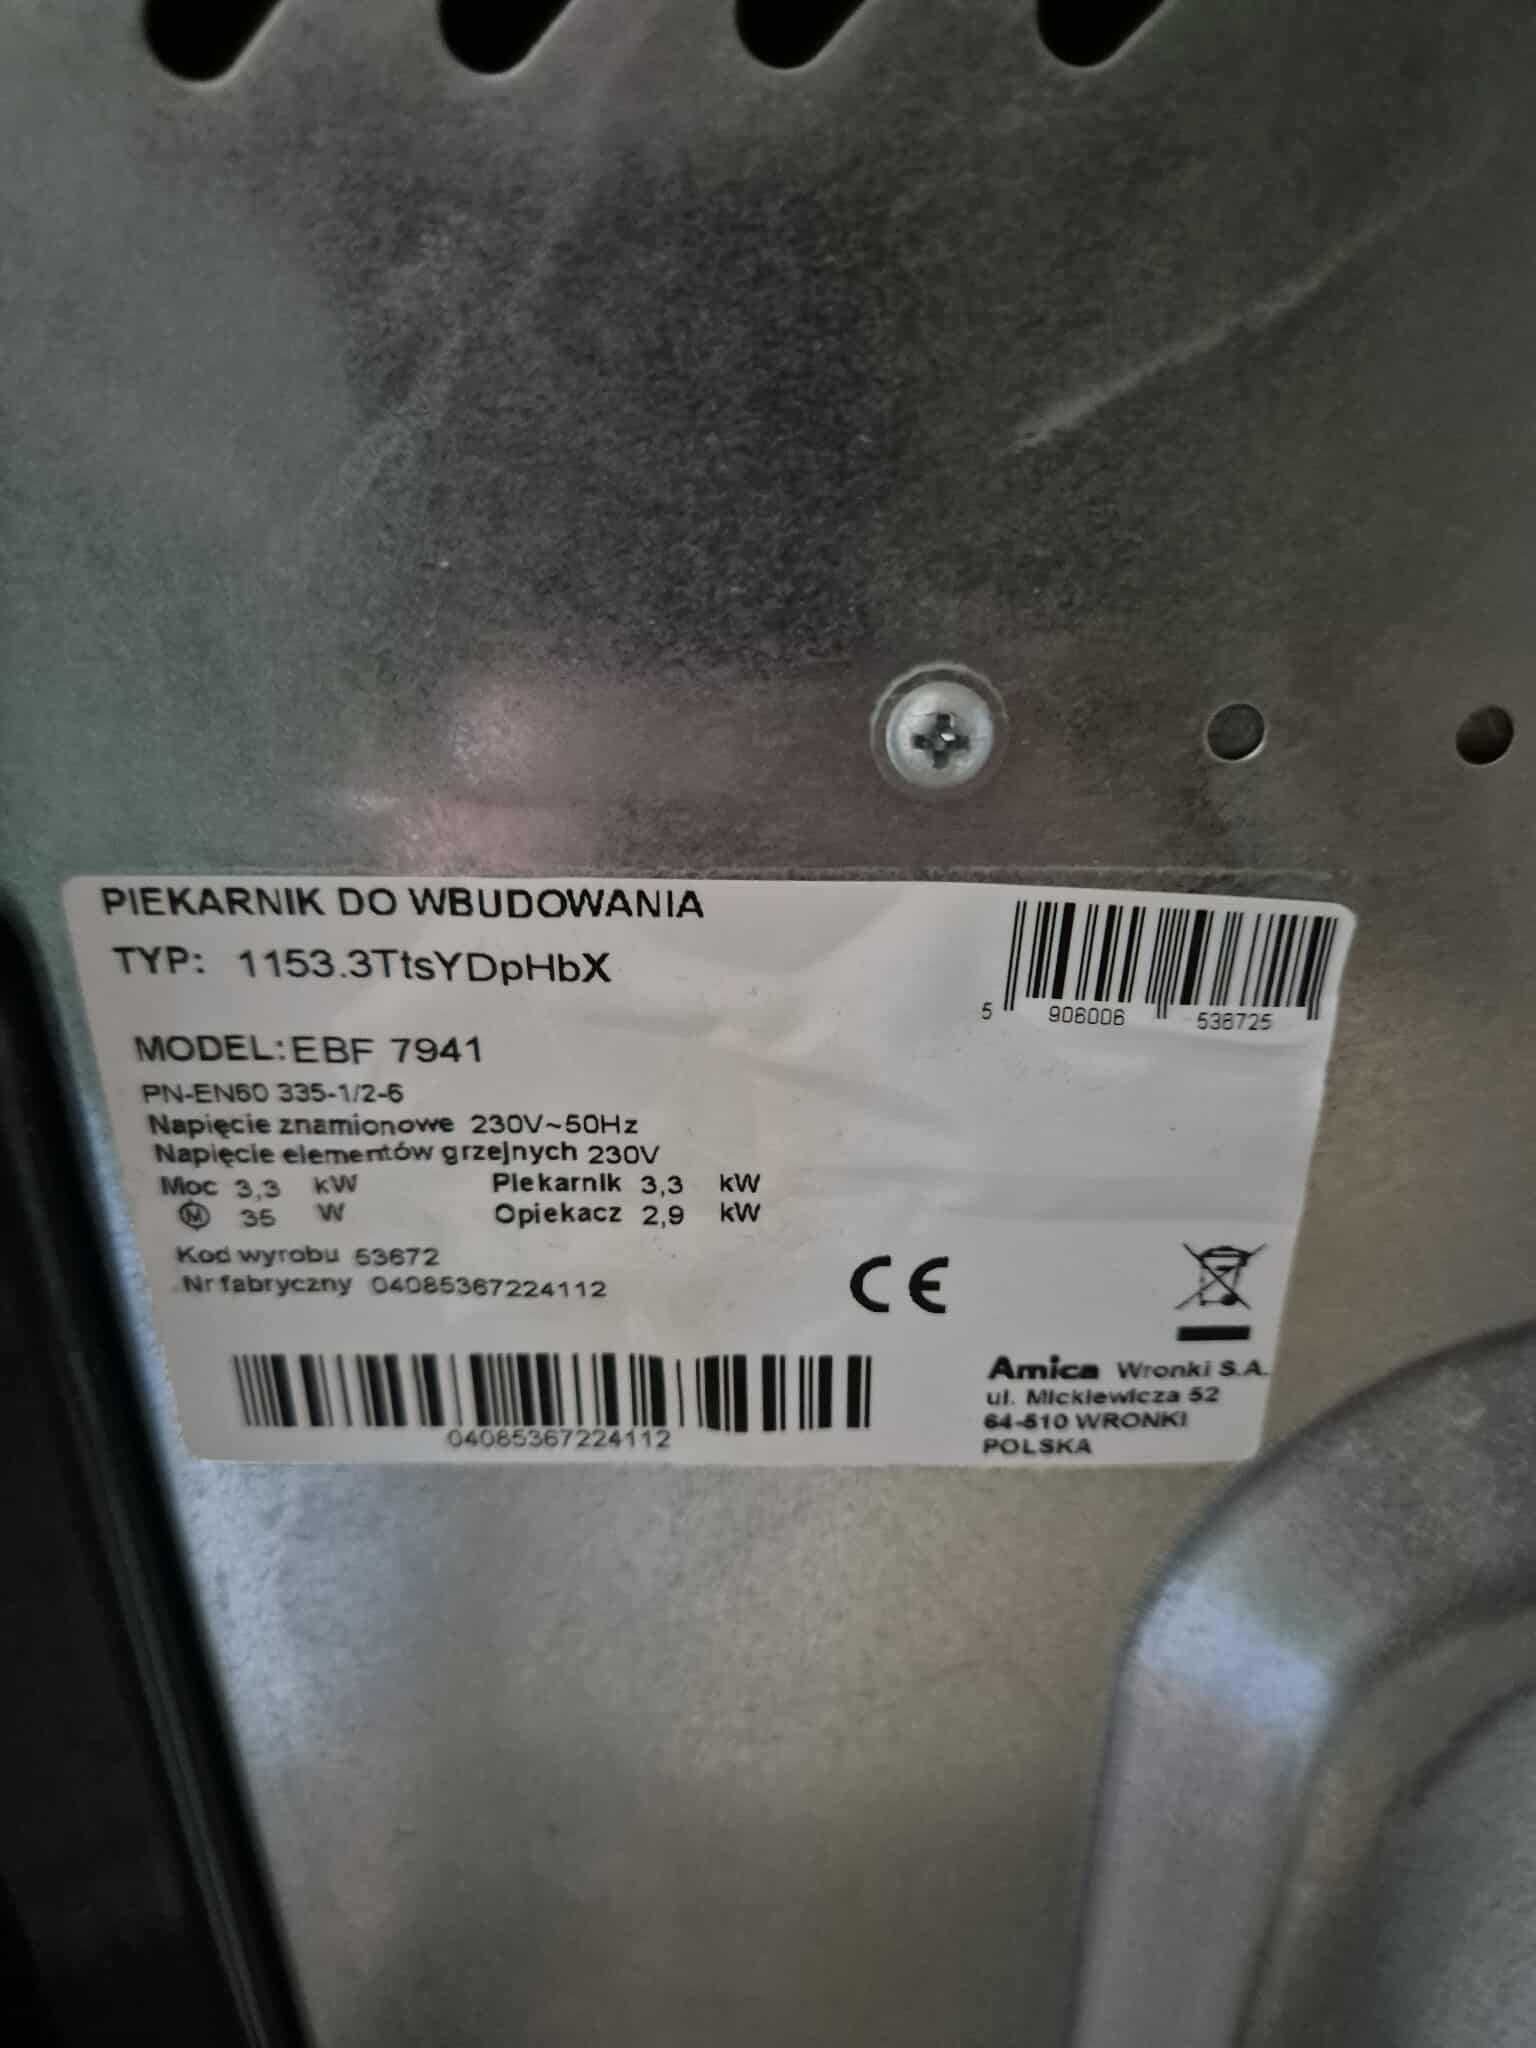 PIEKARNIK DO WBUDOWANIA
TYP: 1153.3TtsYDpHbX
5 906006 536725
MODEL:EBF 7941
PN-EN60 335-1/2-6
Napięcie znamionowe 230V~50Hz
Napięcie elementów grzejnych 230V
Moc 3,3 kW Piekarnik 3,3 kW
M 35 W Opiekacz 2,9 kW
Kod wyrobu 53672
Nr fabryczny 04085367224112
CE
04085367224112
Amica Wronki S.A.
ul. Mickiewicza 52
64-510 WRONKI
POLSKA